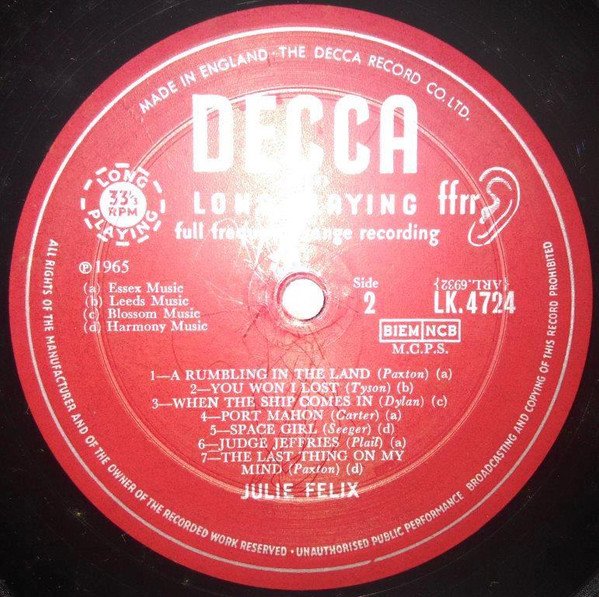 MADE IN ENGLAND · THE DECCA RECORD CO. LTD.
DECCA
LONG PLAYING
33⅓
RPM
LONG PLAYING
ffrr
full frequency range recording
℗1965
(a) Essex Music
(b) Leeds Music
(c) Blossom Music
(d) Harmony Music
Side
2
{ARL.6932}
LK.4724
BIEM NCB
M.C.P.S.
1—A RUMBLING IN THE LAND (Paxton) (a)
2—YOU WON I LOST (Tyson) (b)
3—WHEN THE SHIP COMES IN (Dylan) (c)
4—PORT MAHON (Carter) (a)
5—SPACE GIRL (Seeger) (d)
6—JUDGE JEFFRIES (Plail) (a)
7—THE LAST THING ON MY
MIND (Paxton) (d)
JULIE FELIX
ALL RIGHTS OF THE MANUFACTURER AND OF THE OWNER OF THE RECORDED WORK RESERVED · UNAUTHORISED PUBLIC PERFORMANCE BROADCASTING AND COPYING OF THIS RECORD PROHIBITED